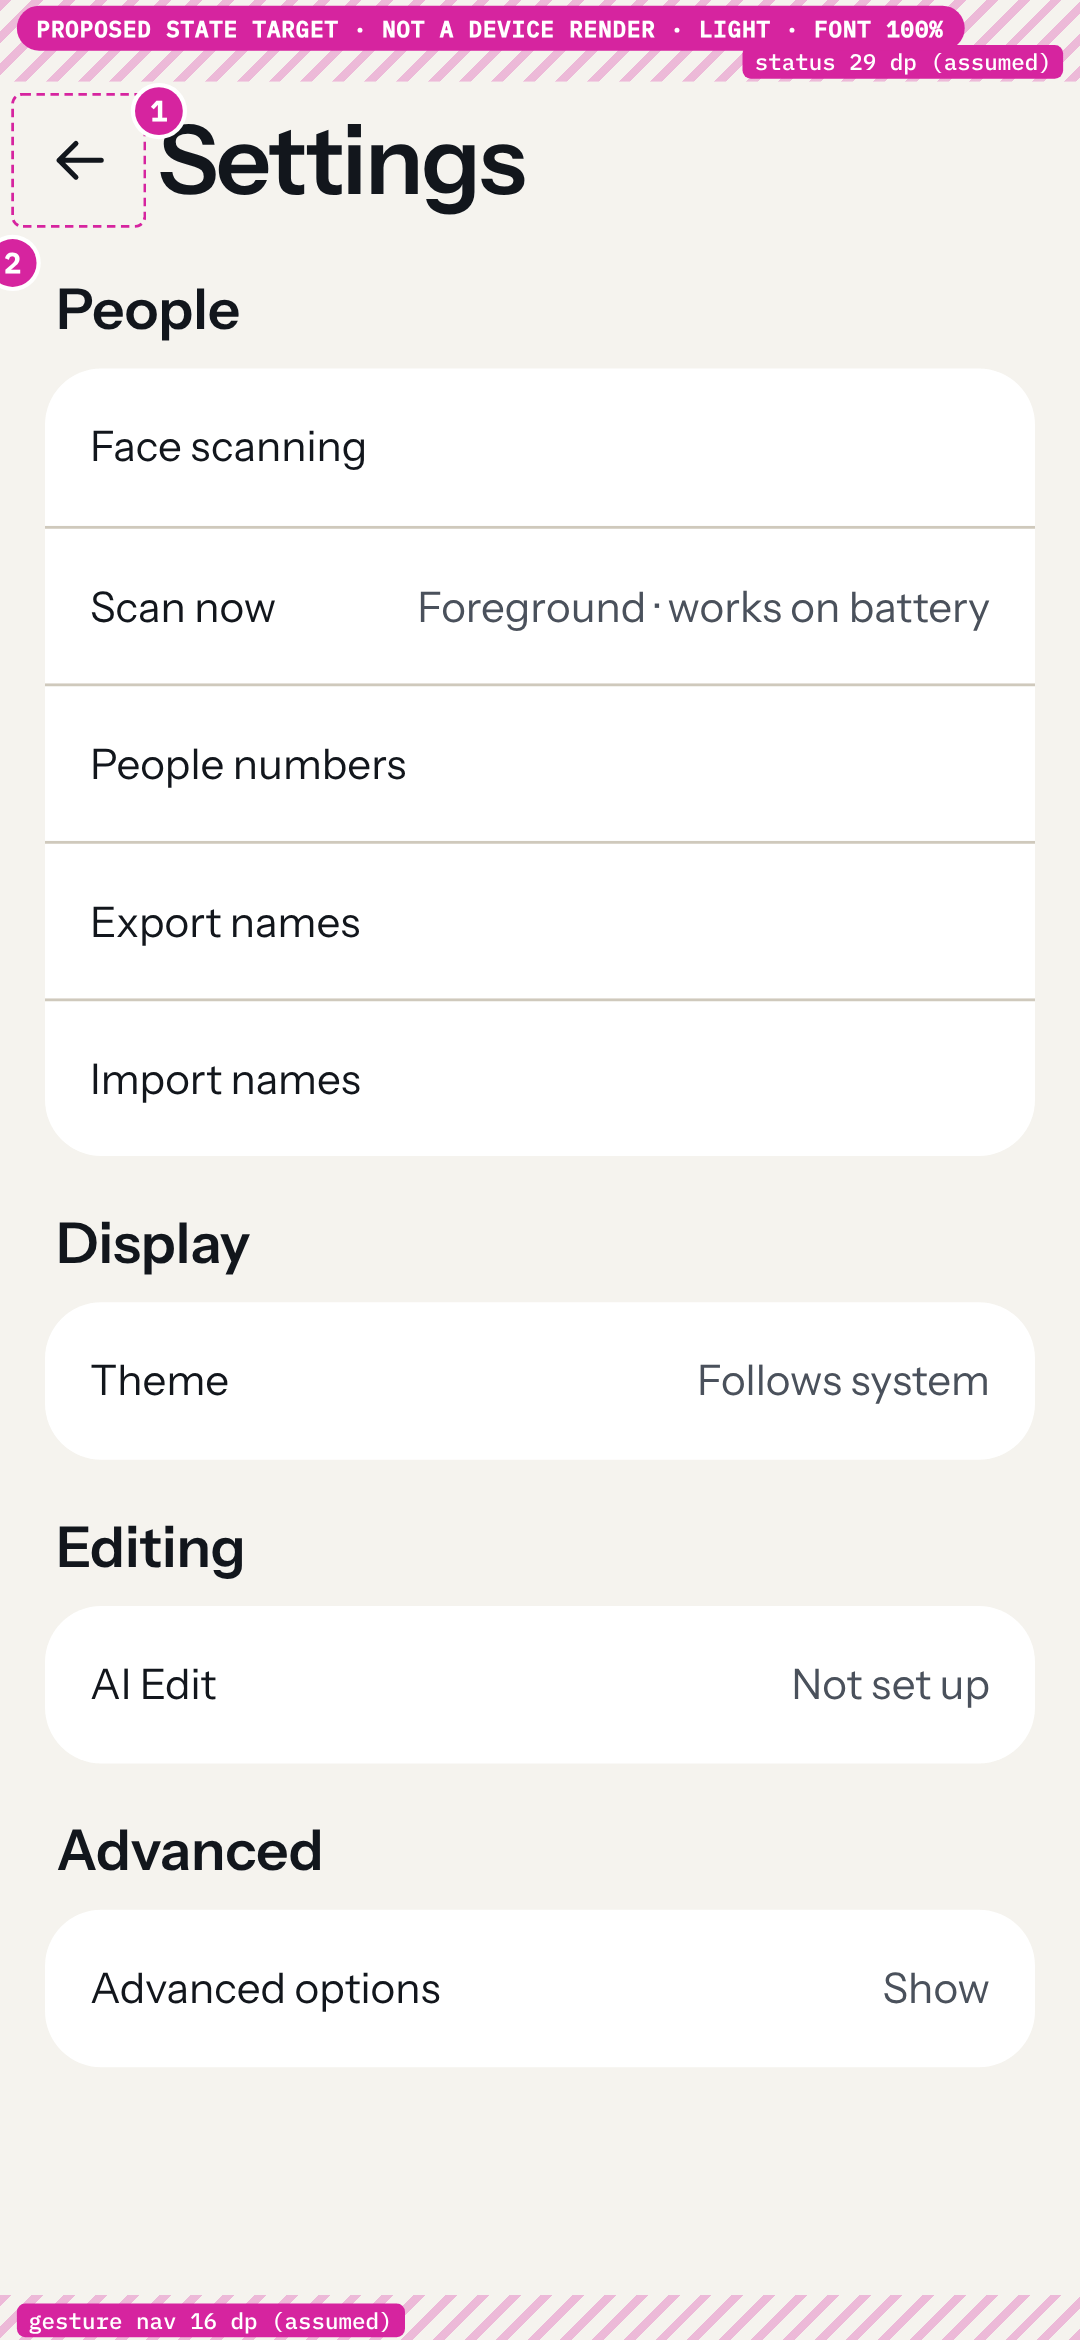 PROPOSED STATE TARGET · NOT A DEVICE RENDER · LIGHT · FONT 100%
status 29 dp (assumed)
1
Settings
2
People
Face scanning
Scan now Foreground · works on battery
People numbers
Export names
Import names
Display
Theme Follows system
Editing
AI Edit Not set up
Advanced
Advanced options Show
gesture nav 16 dp (assumed)